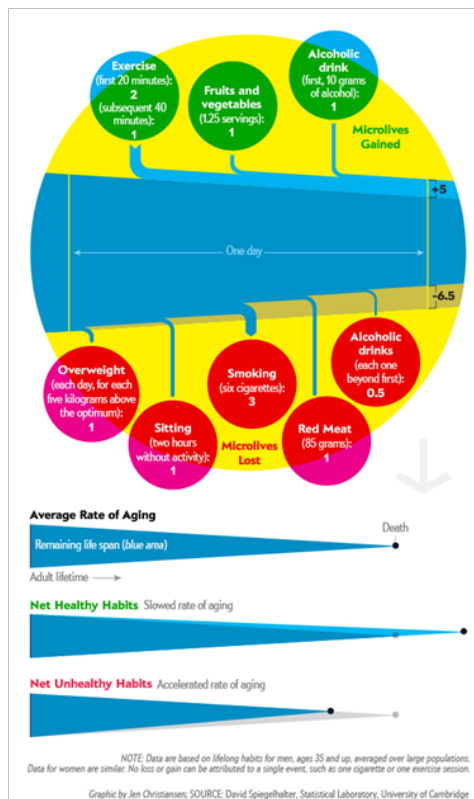 Exercise
(first 20 minutes):
2
(subsequent 40
minutes):
1
Fruits and
vegetables
(1.25 servings):
1
Alcoholic
drink
(first, 10 grams
of alcohol):
1
Microlives
Gained
+5
One day
-6.5
Overweight
(each day, for each
five kilograms above
the optimum):
1
Sitting
(two hours
without activity):
1
Smoking
(six cigarettes):
3
Microlives
Lost
Red Meat
(85 grams):
1
Alcoholic
drinks
(each one
beyond first):
0.5
Average Rate of Aging
Death
Remaining life span (blue area)
Adult lifetime
Net Healthy Habits Slowed rate of aging
Net Unhealthy Habits Accelerated rate of aging
NOTE: Data are based on lifelong habits for men, ages 35 and up, averaged over large populations.
Data for women are similar. No loss or gain can be attributed to a single event, such as one cigarette or one exercise session.
Graphic by Jen Christiansen; SOURCE: David Spiegelhalter, Statistical Laboratory, University of Cambridge